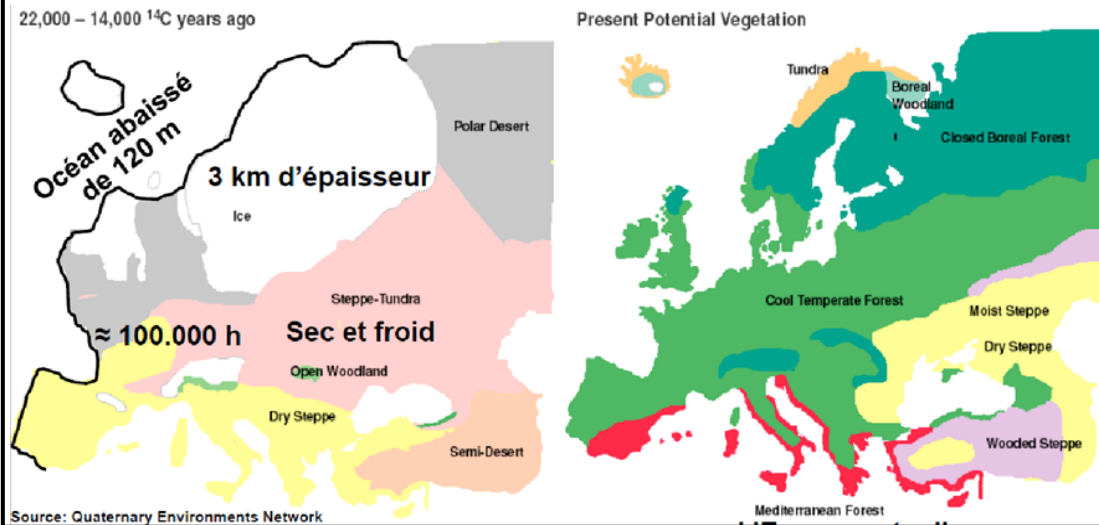 22,000 – 14,000 ¹⁴C years ago
Océan abaissé
de 120 m
Polar Desert
3 km d'épaisseur
Ice
Steppe-Tundra
≈ 100.000 h
Sec et froid
Open Woodland
Dry Steppe
Semi-Desert
Source: Quaternary Environments Network
Present Potential Vegetation
Tundra
Boreal
Woodland
Closed Boreal Forest
Cool Temperate Forest
Moist Steppe
Dry Steppe
Wooded Steppe
Mediterranean Forest